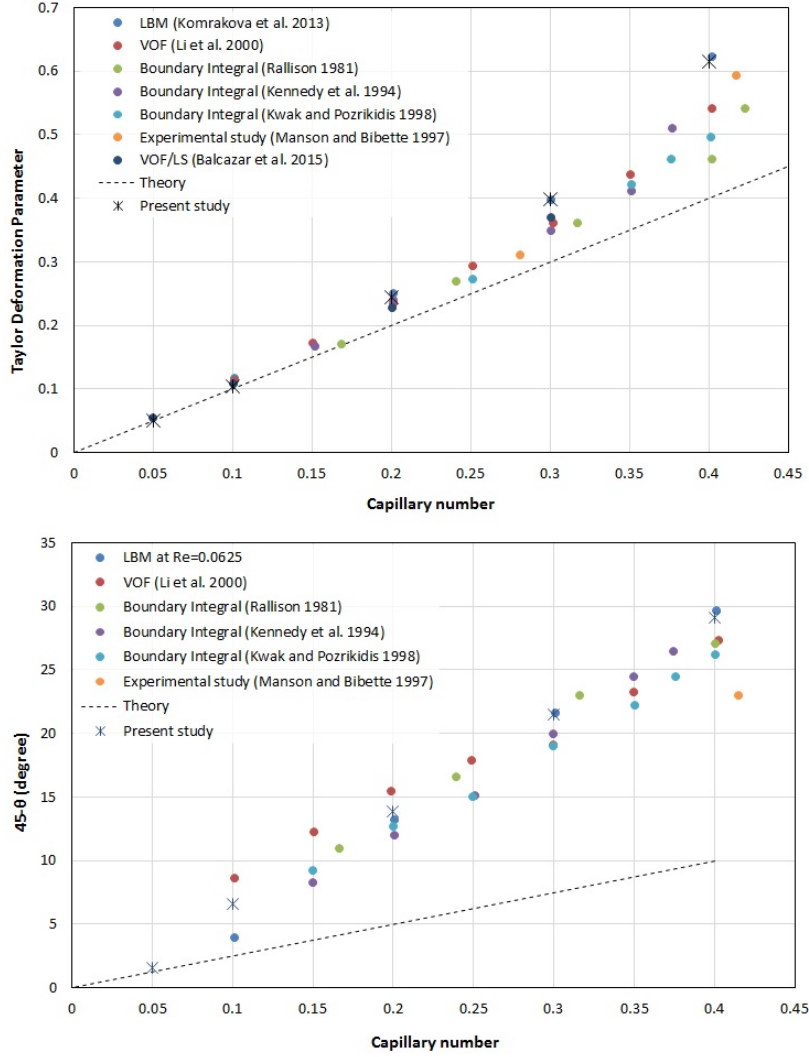 0.7
0.6
0.5
0.4
0.3
0.2
0.1
0
Taylor Deformation Parameter
LBM (Komrakova et al. 2013)
VOF (Li et al. 2000)
Boundary Integral (Rallison 1981)
Boundary Integral (Kennedy et al. 1994)
Boundary Integral (Kwak and Pozrikidis 1998)
Experimental study (Manson and Bibette 1997)
VOF/LS (Balcazar et al. 2015)
Theory
Present study
0 0.05 0.1 0.15 0.2 0.25 0.3 0.35 0.4 0.45
Capillary number
35
30
25
20
15
10
5
0
45-θ (degree)
LBM at Re=0.0625
VOF (Li et al. 2000)
Boundary Integral (Rallison 1981)
Boundary Integral (Kennedy et al. 1994)
Boundary Integral (Kwak and Pozrikidis 1998)
Experimental study (Manson and Bibette 1997)
Theory
Present study
0 0.05 0.1 0.15 0.2 0.25 0.3 0.35 0.4 0.45
Capillary number